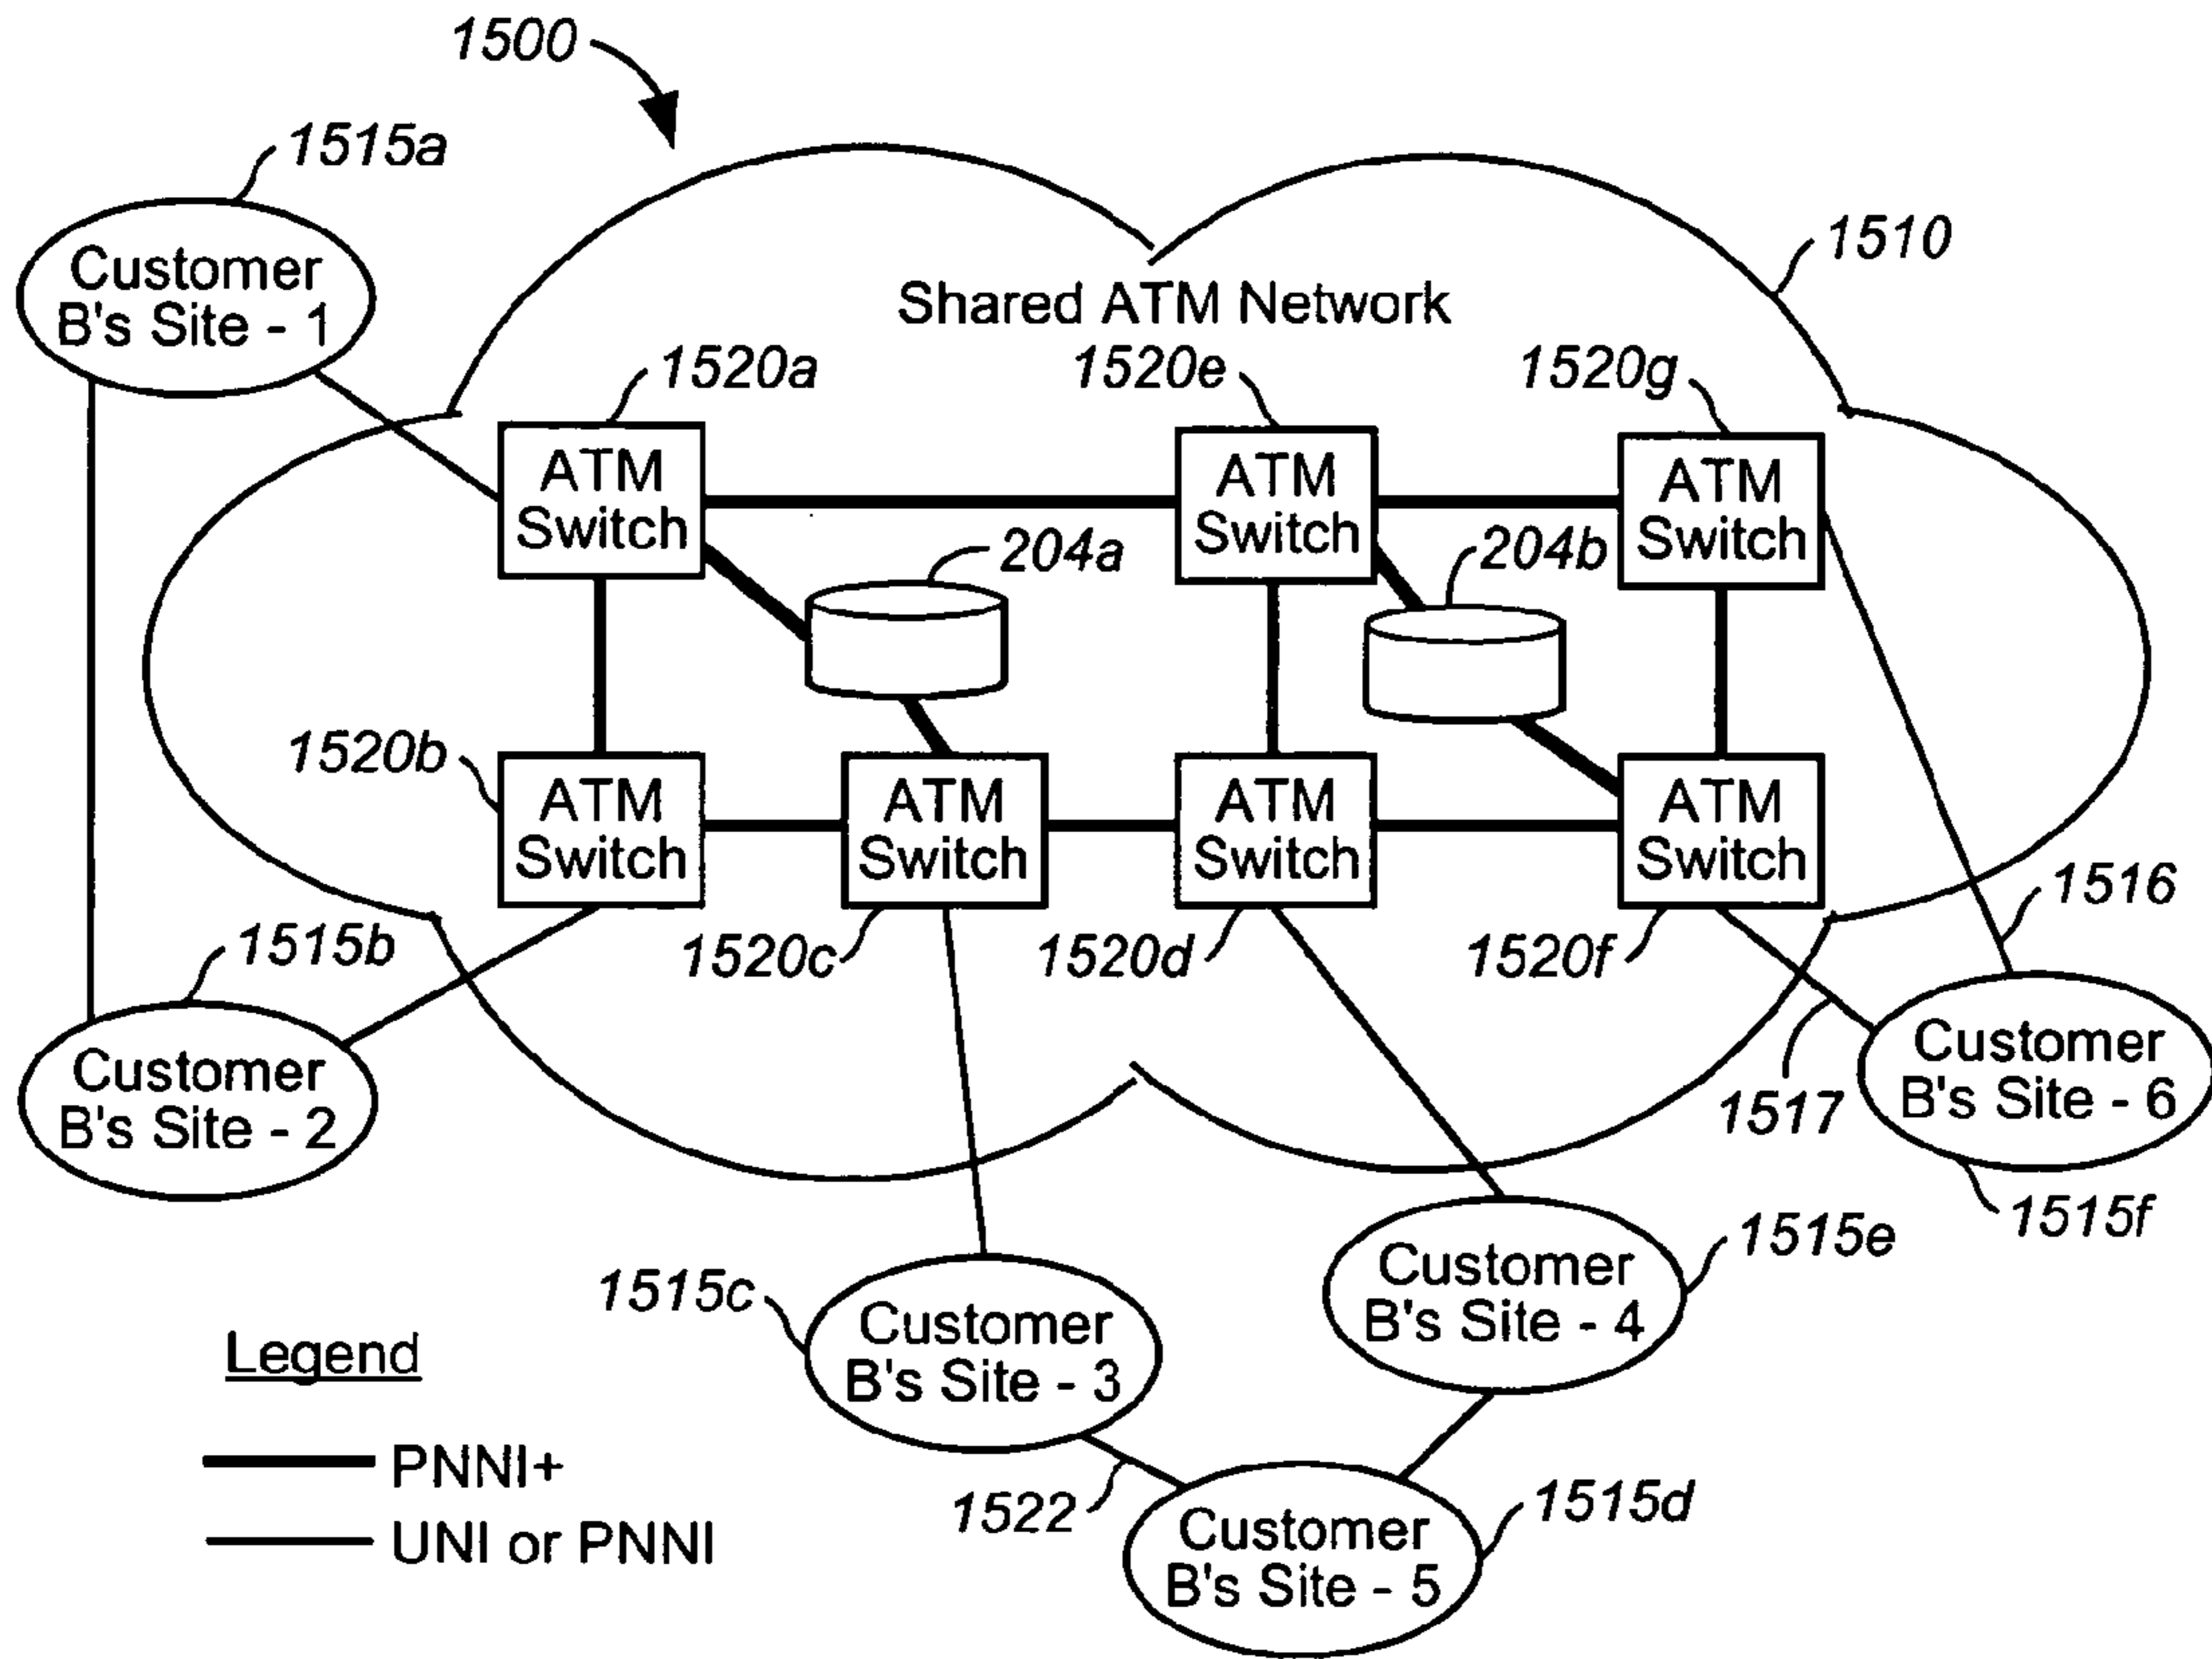 1500
1515a
Customer
B's Site - 1
1510
Shared ATM Network
1520a
1520e
1520g
ATM
Switch
ATM
Switch
ATM
Switch
204a
204b
1520b
ATM
Switch
ATM
Switch
ATM
Switch
ATM
Switch
1516
1515b
1520c
1520d
1520f
Customer
B's Site - 2
Customer
B's Site - 6
1517
1515f
1515e
1515c
Customer
B's Site - 4
Customer
B's Site - 3
Legend
PNNI+
UNI or PNNI
1522
1515d
Customer
B's Site - 5